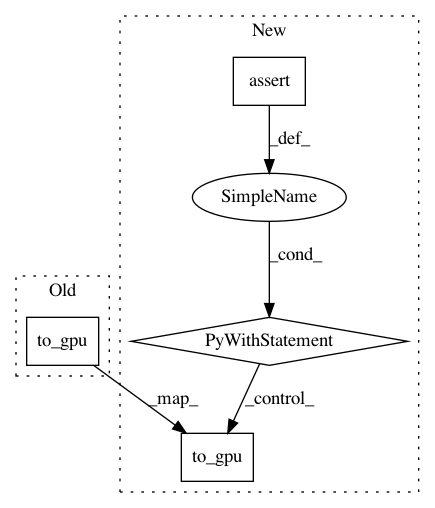 New
assert
_def_
SimpleName
_cond_
Old
to_gpu
PyWithStatement
_map_
_control_
to_gpu